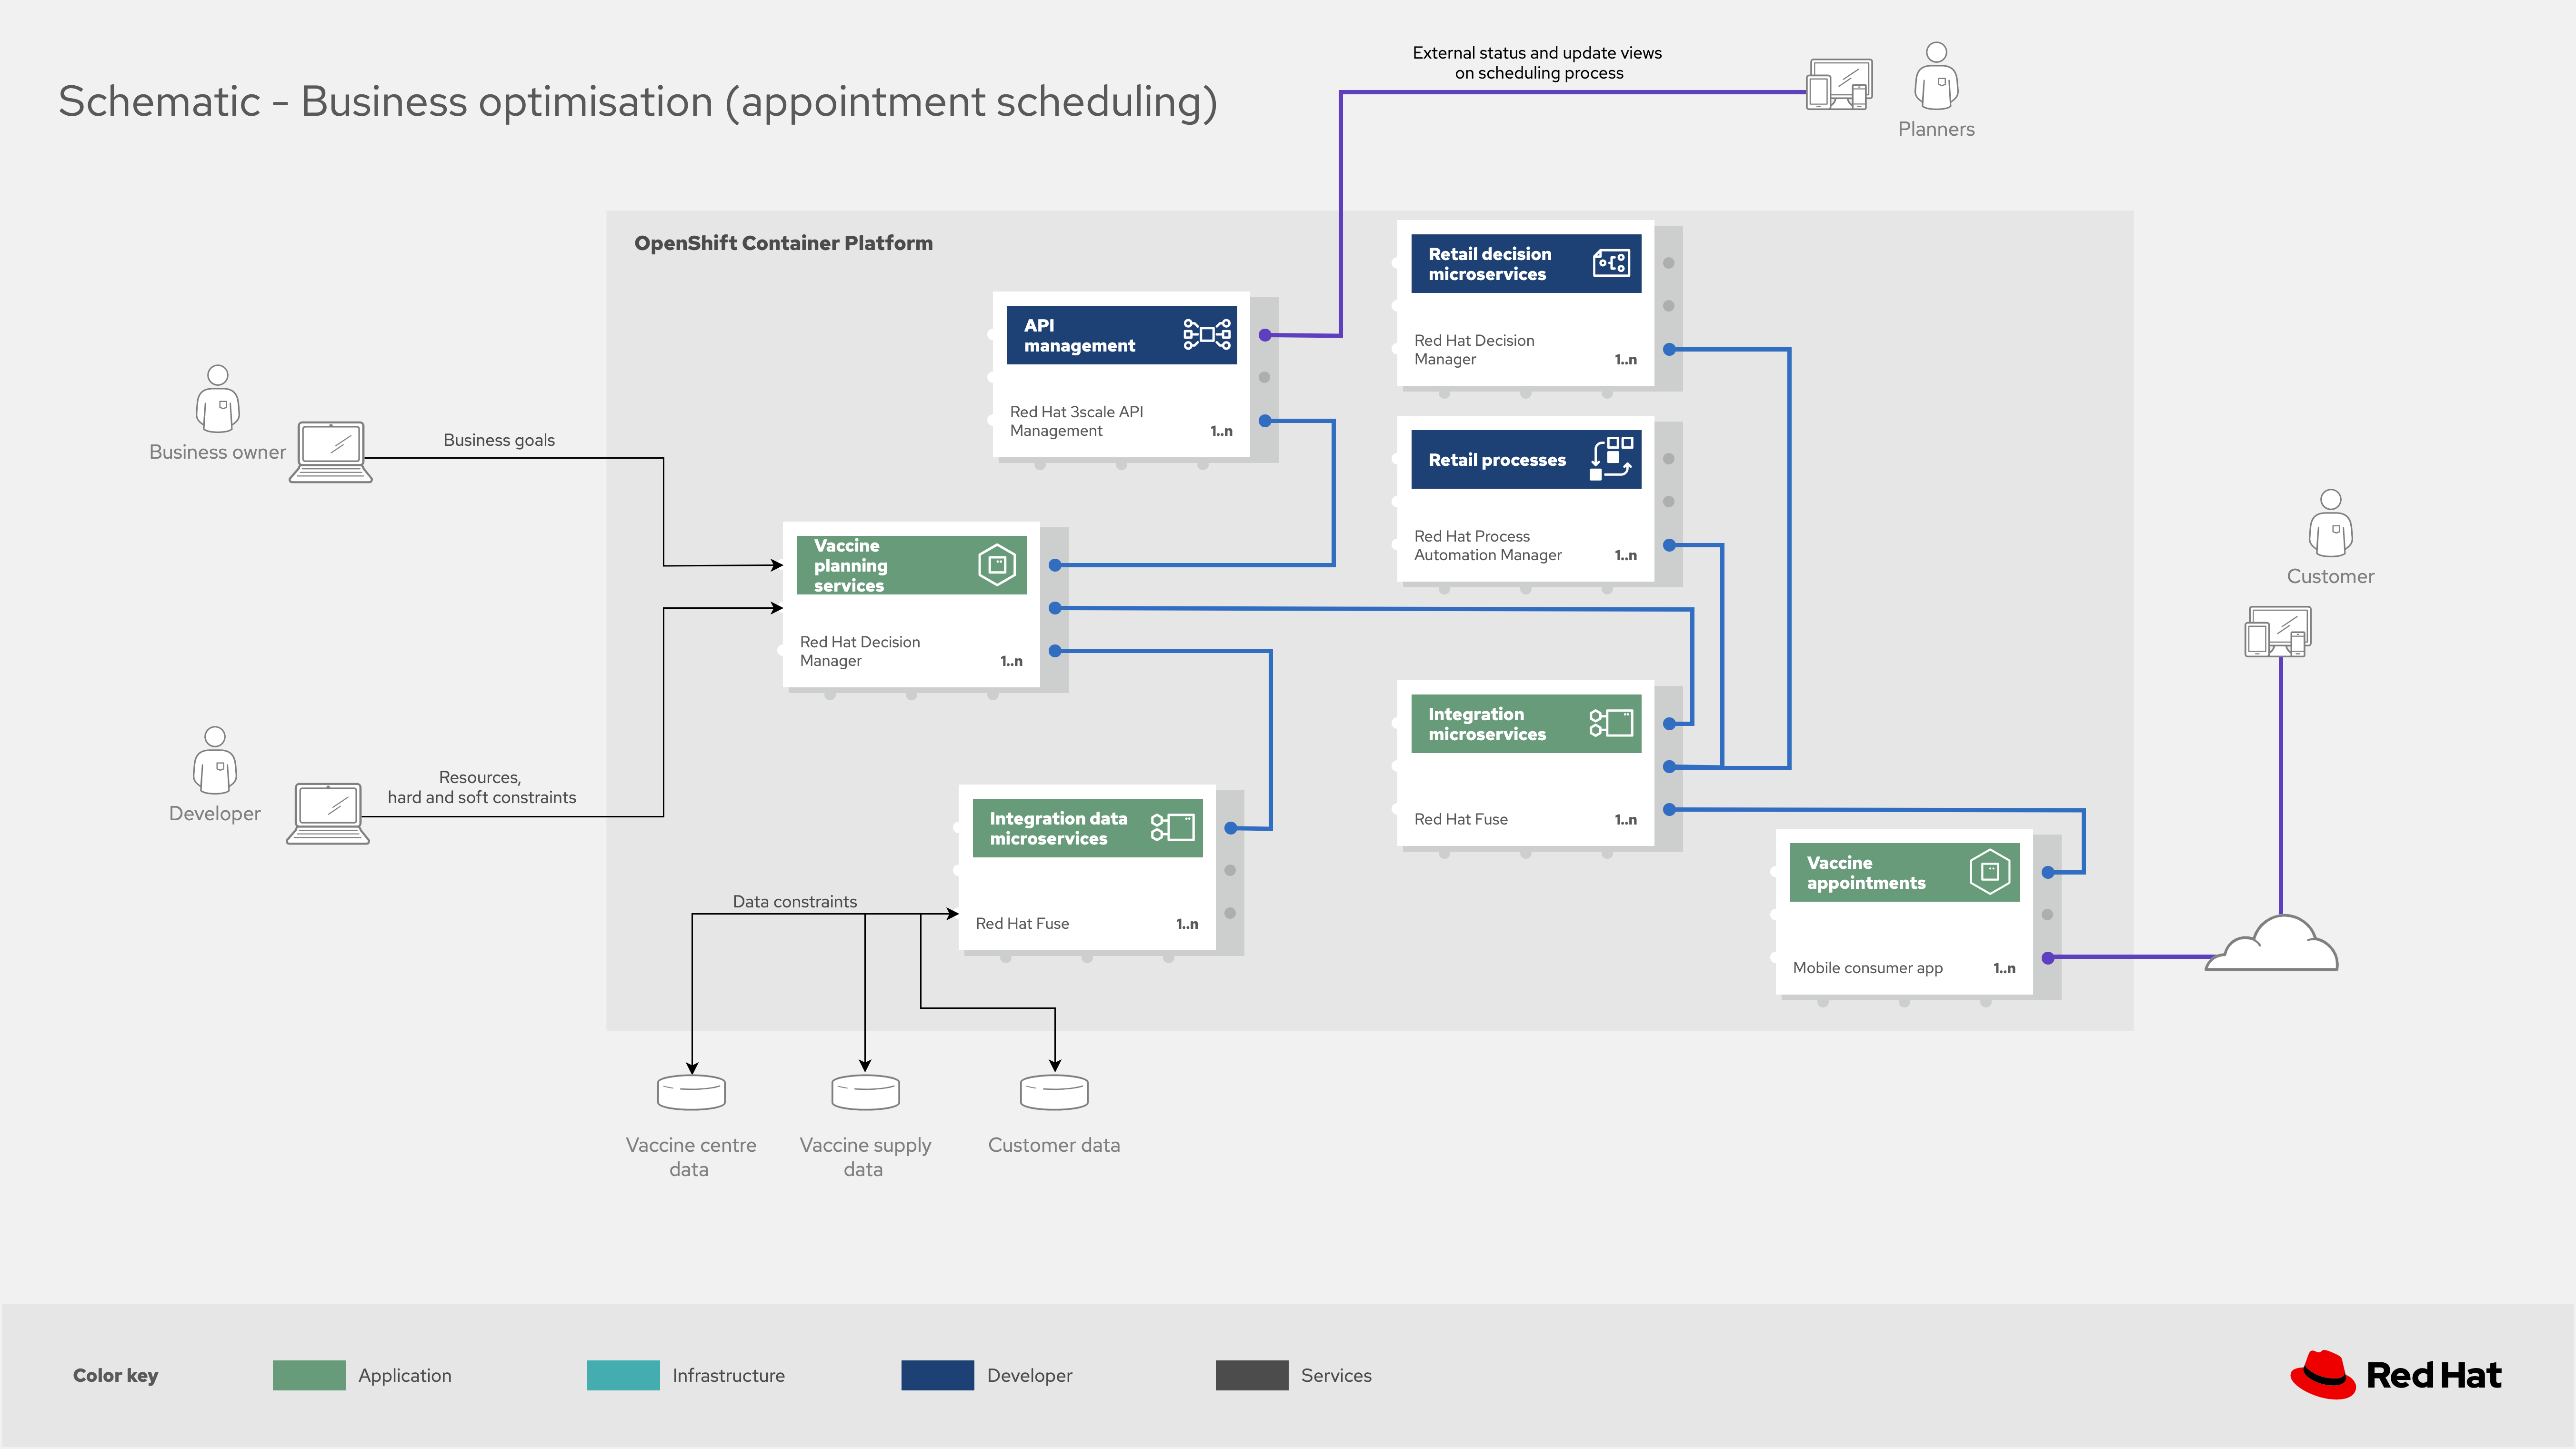 External status and update views
on scheduling process
Schematic - Business optimisation (appointment scheduling)
Planners
OpenShift Container Platform
Retail decision
microservices
Red Hat Decision
Manager
1..n
API
management
Red Hat 3scale API
Management
1..n
Retail processes
Red Hat Process
Automation Manager
1..n
Business owner
Business goals
Vaccine
planning
services
Red Hat Decision
Manager
1..n
Customer
Integration
microservices
Red Hat Fuse
1..n
Developer
Resources,
hard and soft constraints
Integration data
microservices
Red Hat Fuse
1..n
Vaccine
appointments
Mobile consumer app
1..n
Data constraints
Vaccine centre
data
Vaccine supply
data
Customer data
Color key
Application
Infrastructure
Developer
Services
Red Hat